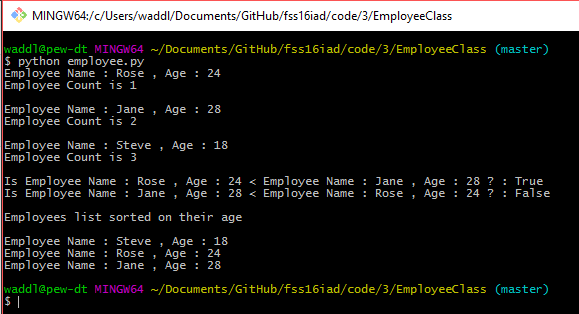 MINGW64:/c/Users/waddl/Documents/GitHub/fss16iad/code/3/EmployeeClass
waddl@pew-dt MINGW64 ~/Documents/GitHub/fss16iad/code/3/EmployeeClass (master)
$ python employee.py
Employee Name : Rose , Age : 24
Employee Count is 1
Employee Name : Jane , Age : 28
Employee Count is 2
Employee Name : Steve , Age : 18
Employee Count is 3
Is Employee Name : Rose , Age : 24 < Employee Name : Jane , Age : 28 ? : True
Is Employee Name : Jane , Age : 28 < Employee Name : Rose , Age : 24 ? : False
Employees list sorted on their age
Employee Name : Steve , Age : 18
Employee Name : Rose , Age : 24
Employee Name : Jane , Age : 28
waddl@pew-dt MINGW64 ~/Documents/GitHub/fss16iad/code/3/EmployeeClass (master)
$